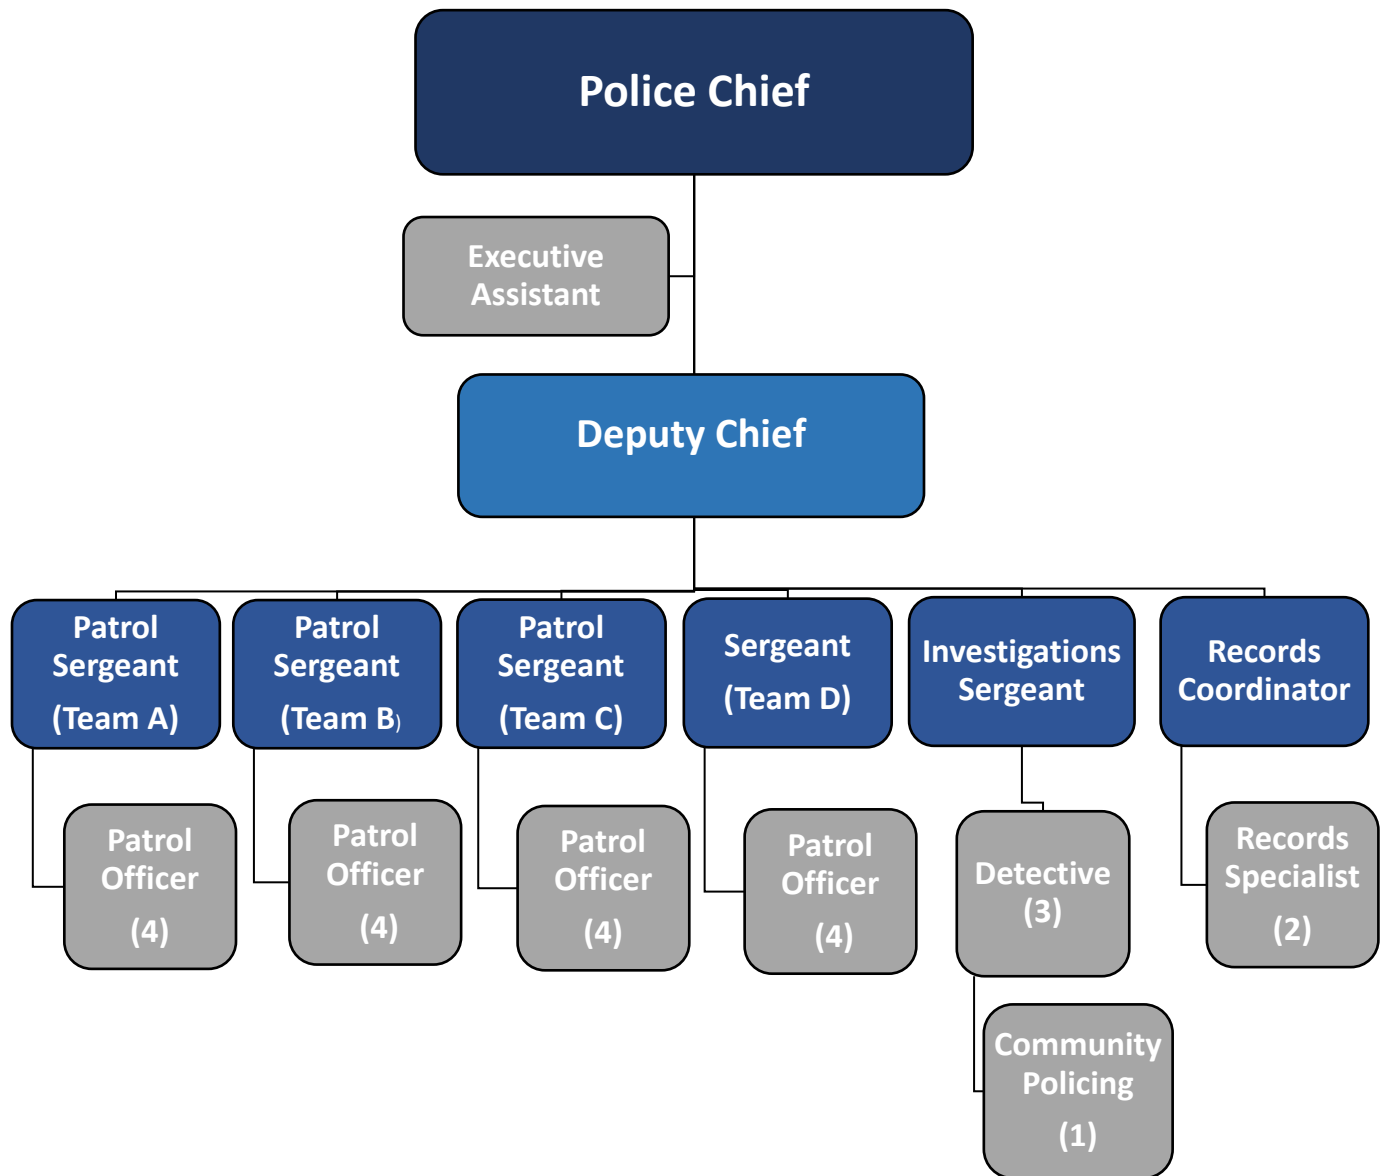 Police Chief
Executive
Assistant
Deputy Chief
Patrol
Sergeant
(Team A)
Patrol
Sergeant
(Team B)
Patrol
Sergeant
(Team C)
Sergeant
(Team D)
Investigations
Sergeant
Records
Coordinator
Patrol
Officer
(4)
Patrol
Officer
(4)
Patrol
Officer
(4)
Patrol
Officer
(4)
Detective
(3)
Records
Specialist
(2)
Community
Policing
(1)